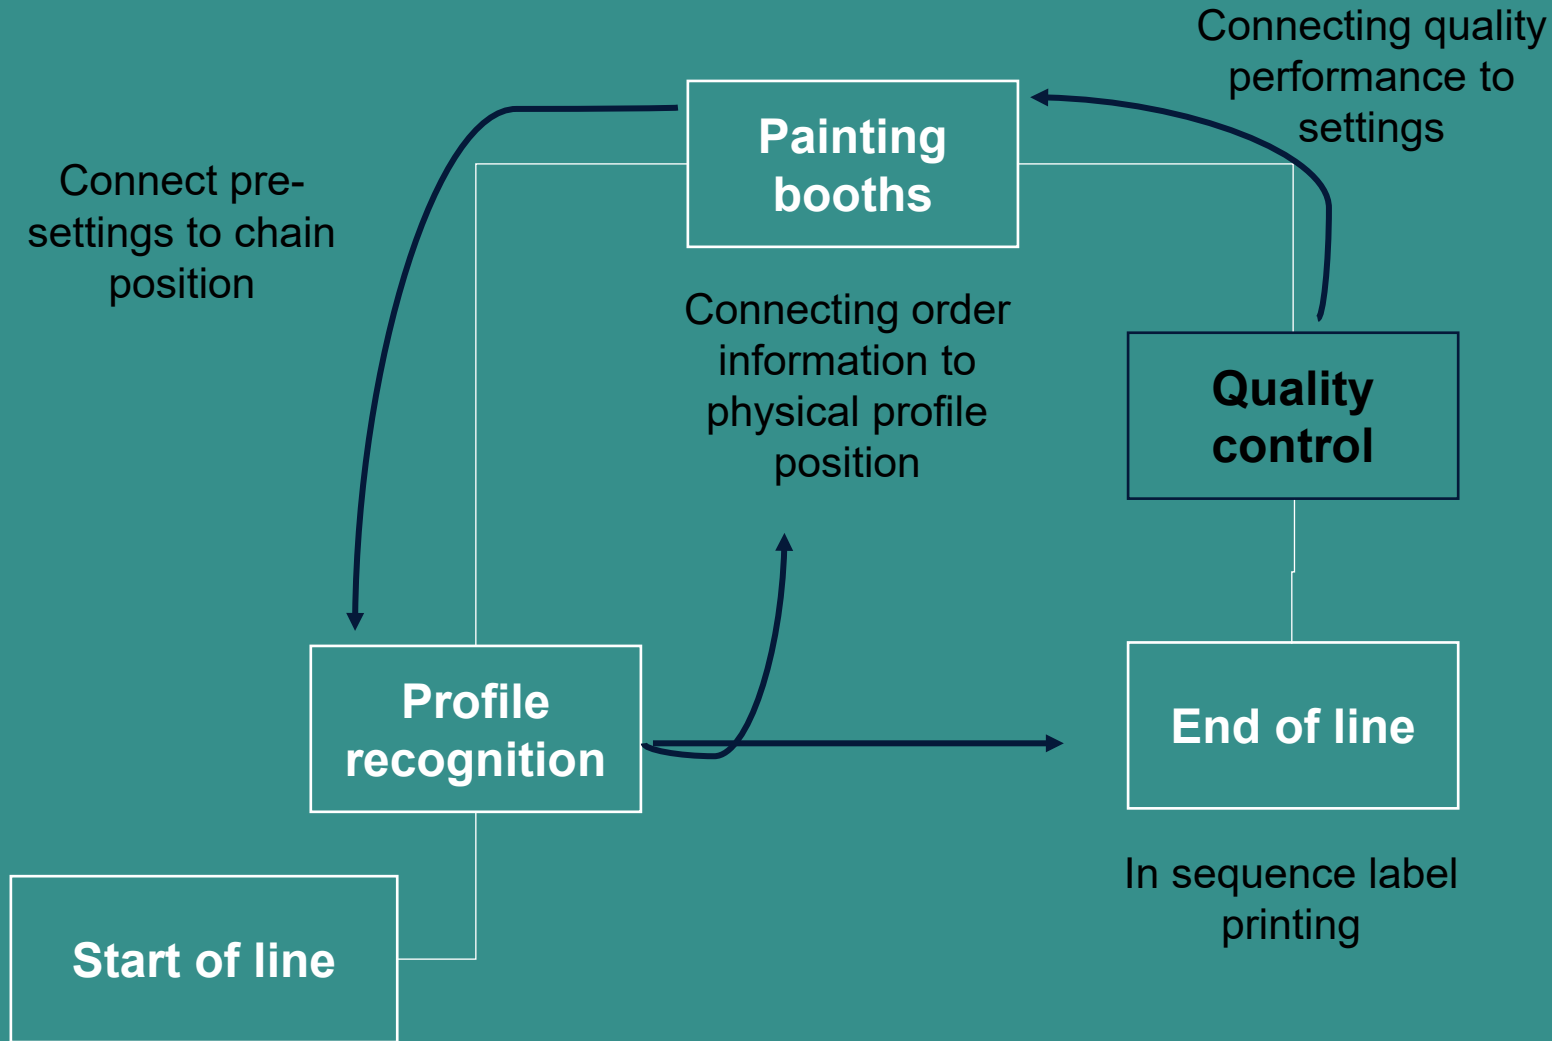 Connecting quality
performance to
settings
Painting
booths
Connect pre-
settings to chain
position
Connecting order
information to
physical profile
position
Quality
control
Profile
recognition
End of line
In sequence label
printing
Start of line